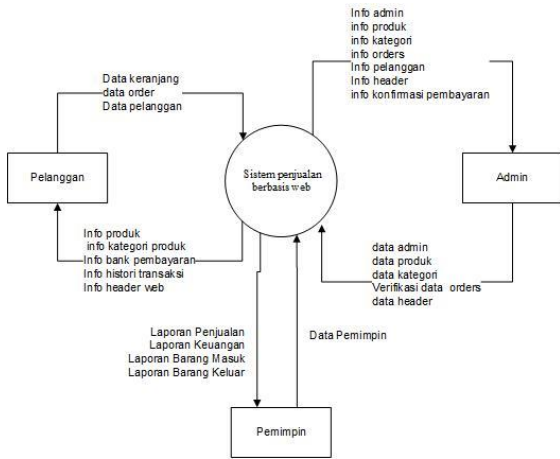 Info admin
info produk
info kategori
info orders
Info pelanggan
Info header
info konfirmasi pembayaran
Data keranjang
data order
Data pelanggan
Pelanggan
Sistem penjualan
berbasis web
Admin
Info produk
info kategori produk
Info bank pembayaran
Info histori transaksi
Info header web
data admin
data produk
data kategori
Verifikasi data orders
data header
Laporan Penjualan
Laporan Keuangan
Laporan Barang Masuk
Laporan Barang Keluar
Data Pemimpin
Pemimpin